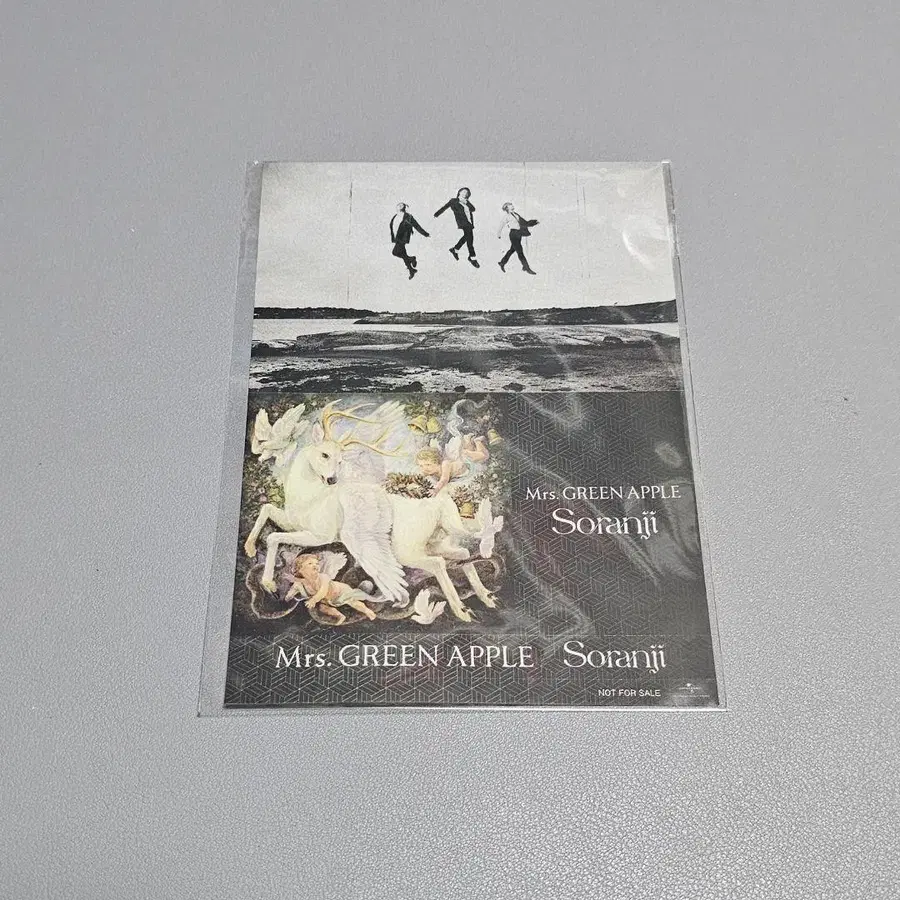 Mrs. GREEN APPLE
Soranji
Mrs. GREEN APPLE Soranji
NOT FOR SALE